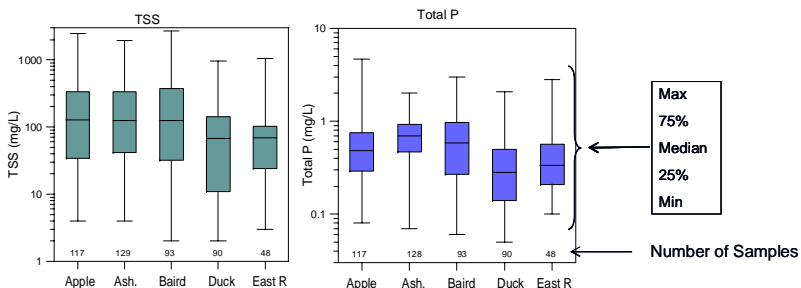 TSS
TSS (mg/L)
1000
100
10
1
117 129 93 90 48
Apple Ash. Baird Duck East R
Total P
Total P (mg/L)
10
1
0.1
117 128 93 90 48
Apple Ash. Baird Duck East R
Max
75%
Median
25%
Min
Number of Samples